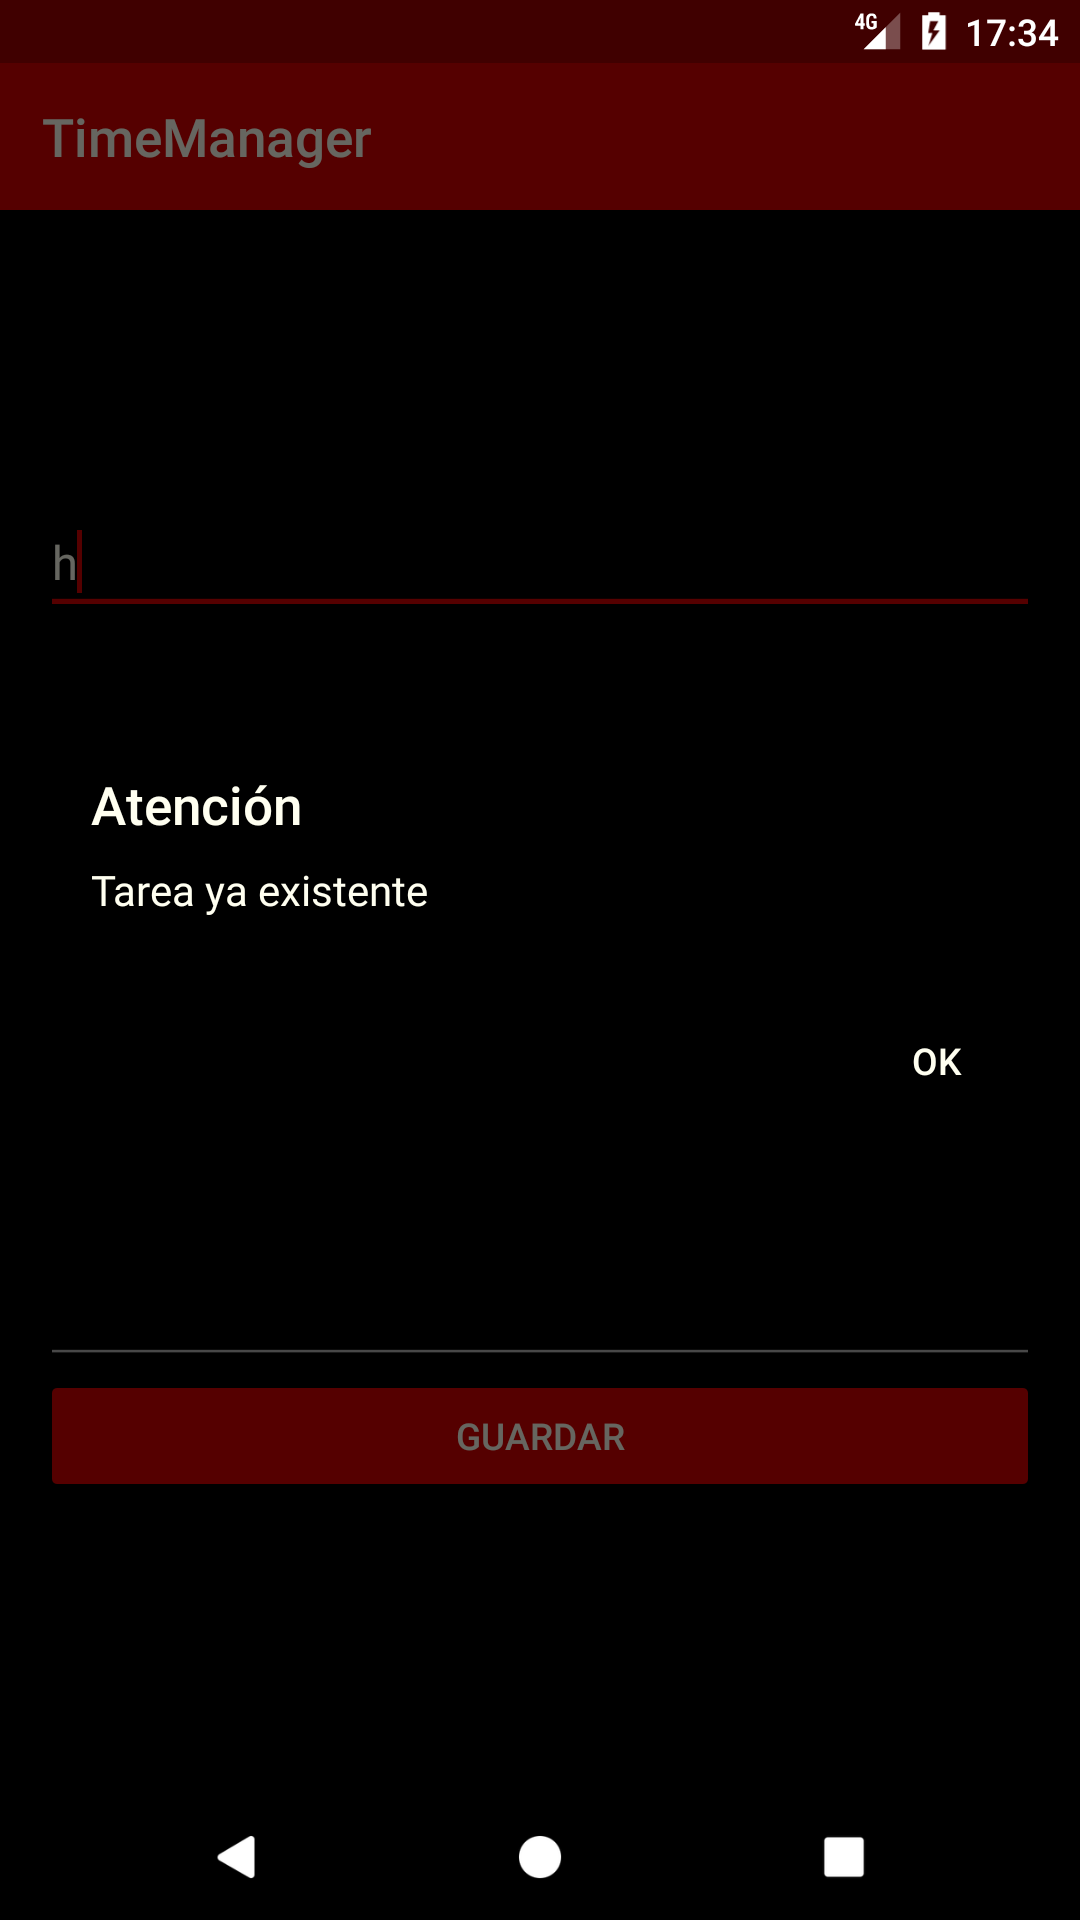 4G 17:34
TimeManager
h
Atención
Tarea ya existente
OK
GUARDAR